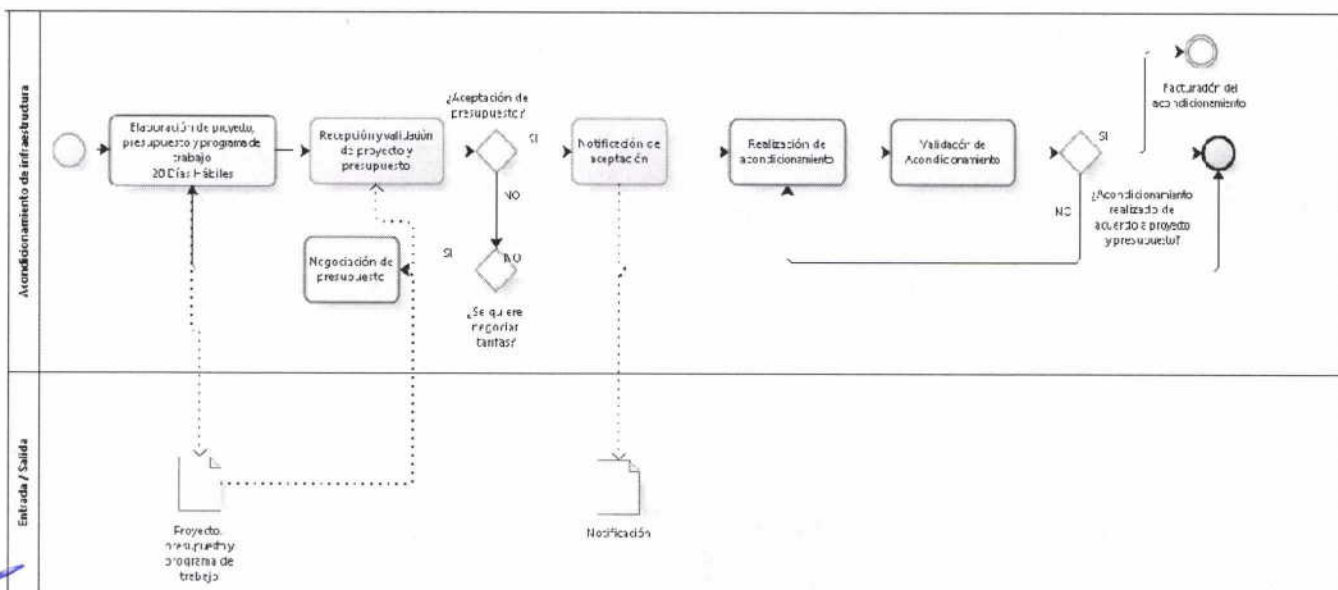 Acondicionamiento de infraestructura
Elaboración de proyecto,
presupuesto y programa de
trabajo
20 Días Hábiles
Recepción y validación
de proyecto y
presupuesto
¿Aceptación de
presupuesto?
SI
NO
Notificación de
aceptación
Realización de
acondicionamiento
Validación de
Acondicionamiento
SI
NO
¿Acondicionamiento
realizado de
acuerdo a proyecto
y presupuesto?
Facturación del
acondicionamiento
Negociación de
presupuesto
SI
NO
¿Se quiere
negociar
tarifas?
Entrada / Salida
Proyecto,
presupuesto y
programa de
trabajo
Notificación